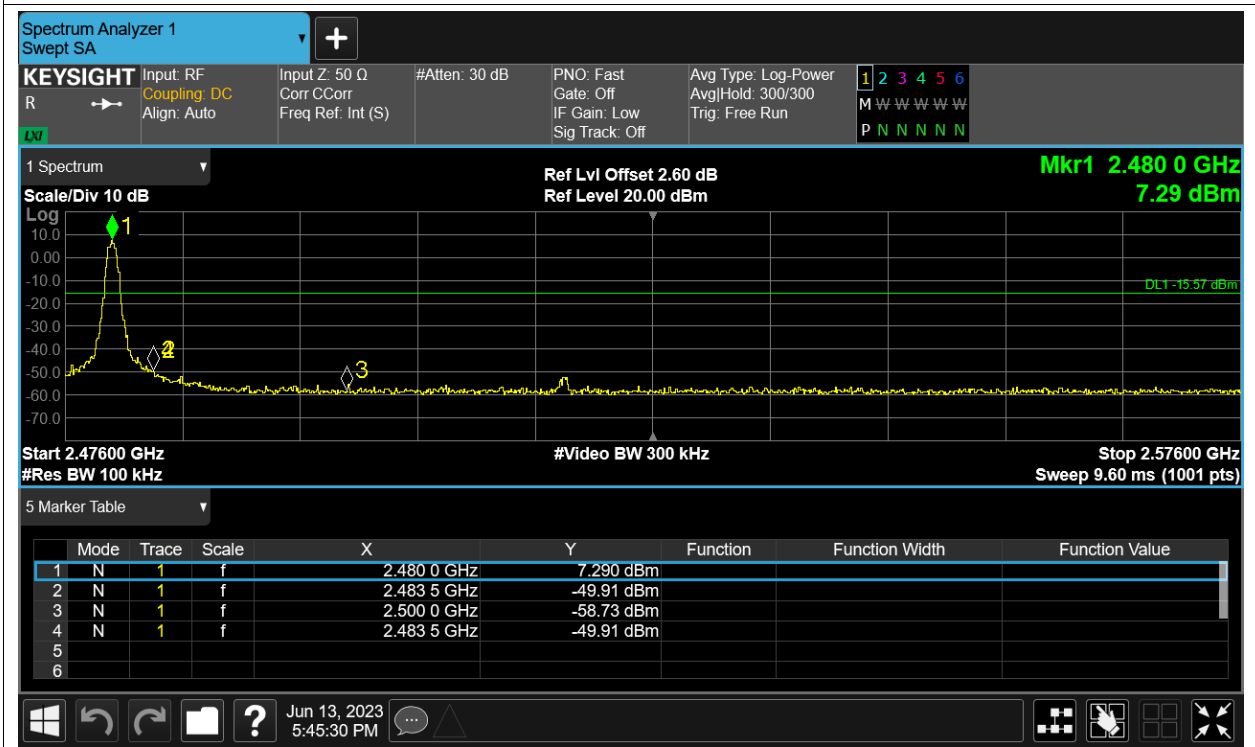 Spectrum Analyzer 1
Swept SA
KEYSIGHT Input: RF Input Z: 50 Ω #Atten: 30 dB PNO: Fast Avg Type: Log-Power 1 2 3 4 5 6
R Coupling: DC Corr CCorr Gate: Off Avg|Hold: 300/300 M W W W W W
Align: Auto Freq Ref: Int (S) IF Gain: Low Trig: Free Run
LXI Sig Track: Off P N N N N N
1 Spectrum Ref Lvl Offset 2.60 dB Mkr1 2.480 0 GHz
Scale/Div 10 dB Ref Level 20.00 dBm 7.29 dBm
Log
1
10.0
0.00
-10.0
DL1 -15.57 dBm
-20.0
-30.0
-40.0
-50.0
3
-60.0
-70.0
Start 2.47600 GHz #Video BW 300 kHz Stop 2.57600 GHz
#Res BW 100 kHz Sweep 9.60 ms (1001 pts)
5 Marker Table
Mode Trace Scale X Y Function Function Width Function Value
1 N 1 f 2.480 0 GHz 7.290 dBm
2 N 1 f 2.483 5 GHz -49.91 dBm
3 N 1 f 2.500 0 GHz -58.73 dBm
4 N 1 f 2.483 5 GHz -49.91 dBm
5
6
? Jun 13, 2023
5:45:30 PM